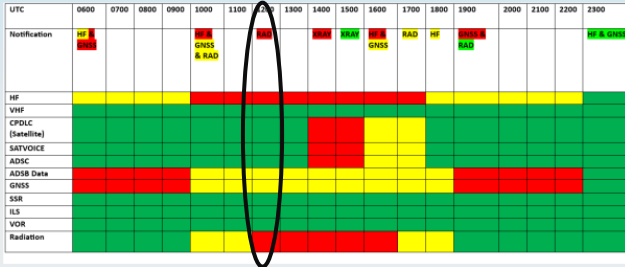 UTC 0600 0700 0800 0900 1000 1100 1200 1300 1400 1500 1600 1700 1800 1900 2000 2100 2200 2300
Notification HF & GNSS HF & GNSS & RAD RAD XRAY XRAY HF & GNSS RAD HF GNSS & RAD HF & GNSS
HF
VHF
CPDLC
(Satellite)
SATVOICE
ADSC
ADSB Data
GNSS
SSR
ILS
VOR
Radiation